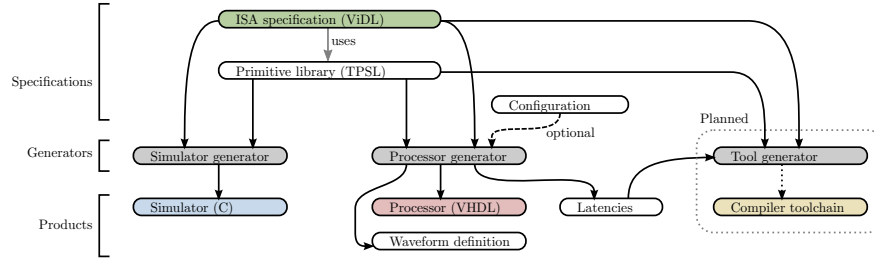 ISA specification (ViDL)
uses
Primitive library (TPSL)
Specifications
Configuration
optional
Planned
Generators
Simulator generator
Processor generator
Tool generator
Products
Simulator (C)
Processor (VHDL)
Latencies
Compiler toolchain
Waveform definition